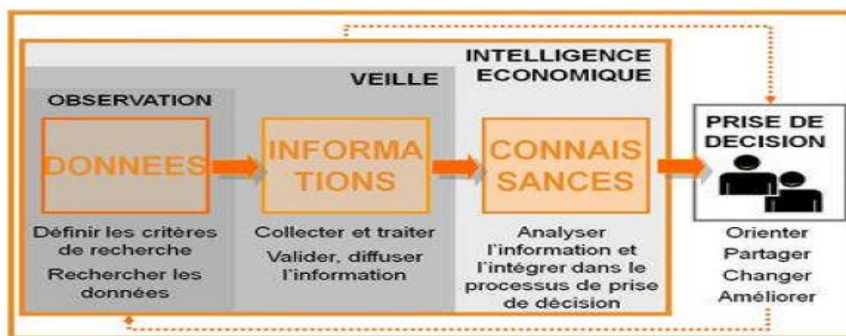 INTELLIGENCE
ECONOMIQUE
VEILLE
OBSERVATION
DONNEES
INFORMA
TIONS
CONNAIS
SANCES
PRISE DE
DECISION
Définir les critères
de recherche
Rechercher les
données
Collecter et traiter
Valider, diffuser
l'information
Analyser
l'information et
l'intégrer dans le
processus de prise
de décision
Orienter
Partager
Changer
Améliorer